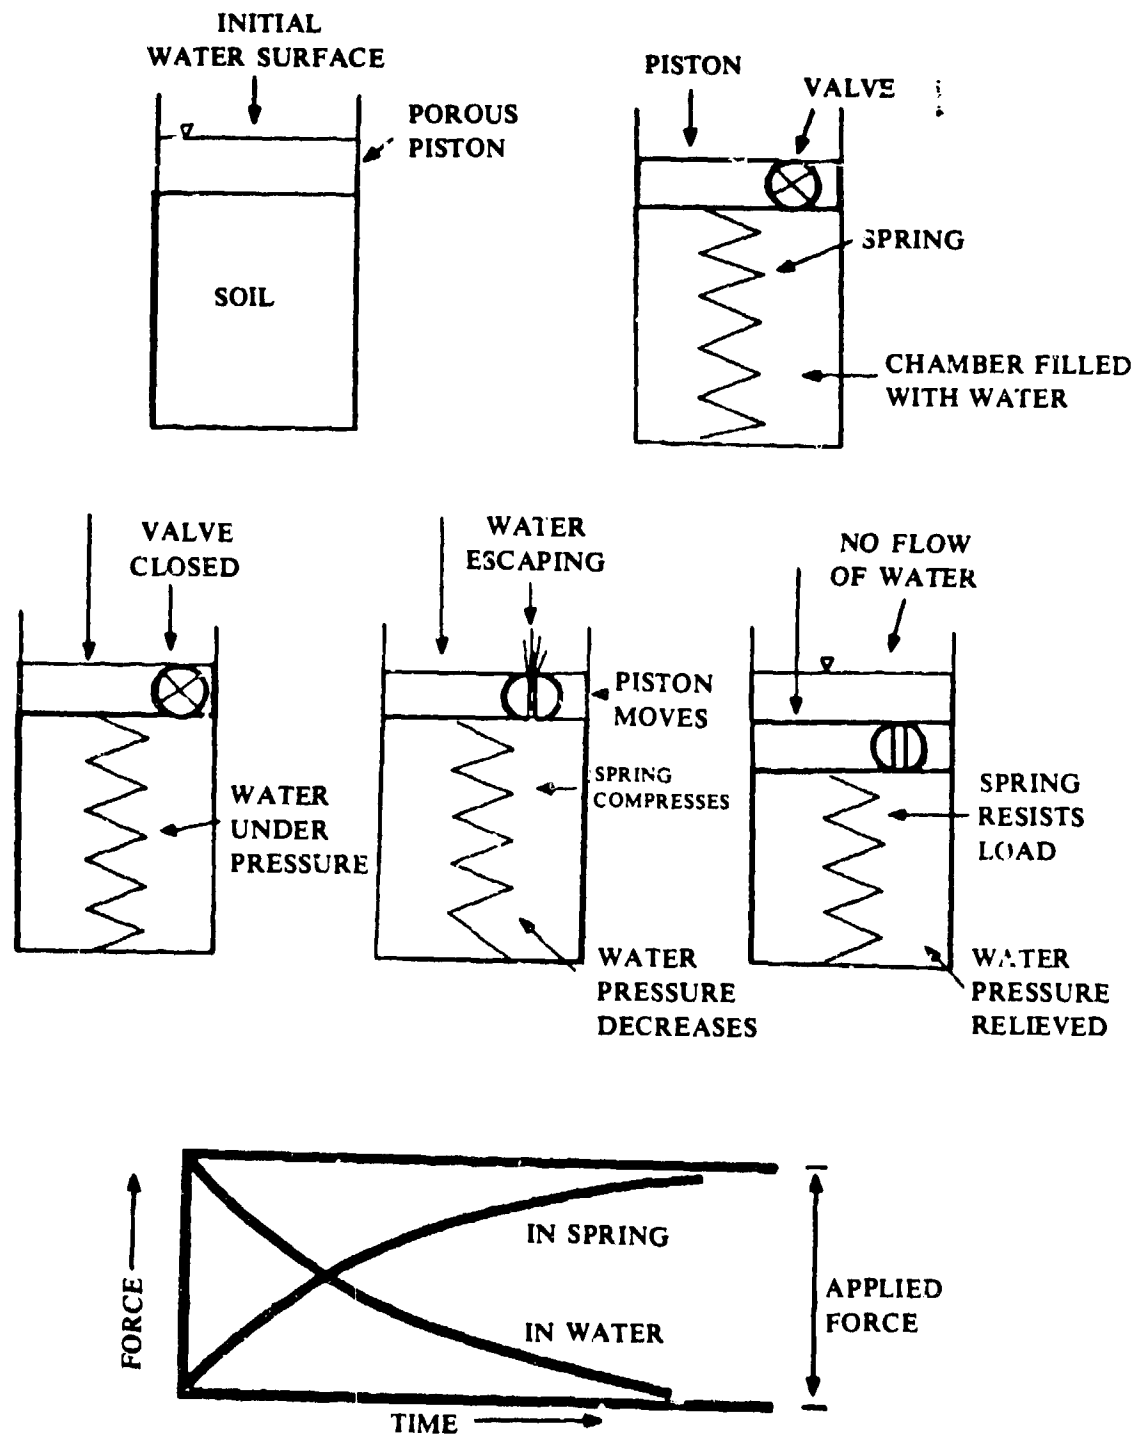 INITIAL
WATER SURFACE
POROUS
PISTON
SOIL
PISTON
VALVE
SPRING
CHAMBER FILLED
WITH WATER
VALVE
CLOSED
WATER
UNDER
PRESSURE
WATER
ESCAPING
PISTON
MOVES
SPRING
COMPRESSES
WATER
PRESSURE
DECREASES
NO FLOW
OF WATER
SPRING
RESISTS
LOAD
WATER
PRESSURE
RELIEVED
FORCE
IN SPRING
IN WATER
APPLIED
FORCE
TIME